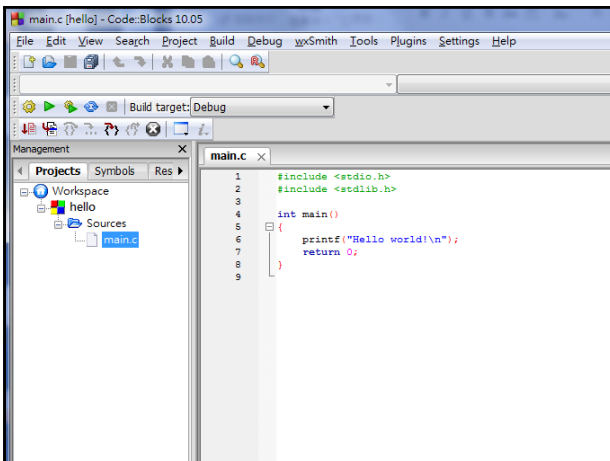 main.c [hello] - Code::Blocks 10.05
File Edit View Search Project Build Debug wxSmith Tools Plugins Settings Help
Build target: Debug
Management X
Projects Symbols Res
main.c ×
Workspace
hello
Sources
main.c
1 #include <stdio.h>
2 #include <stdlib.h>
3
4 int main()
5 {
6 printf("Hello world!\n");
7 return 0;
8 }
9